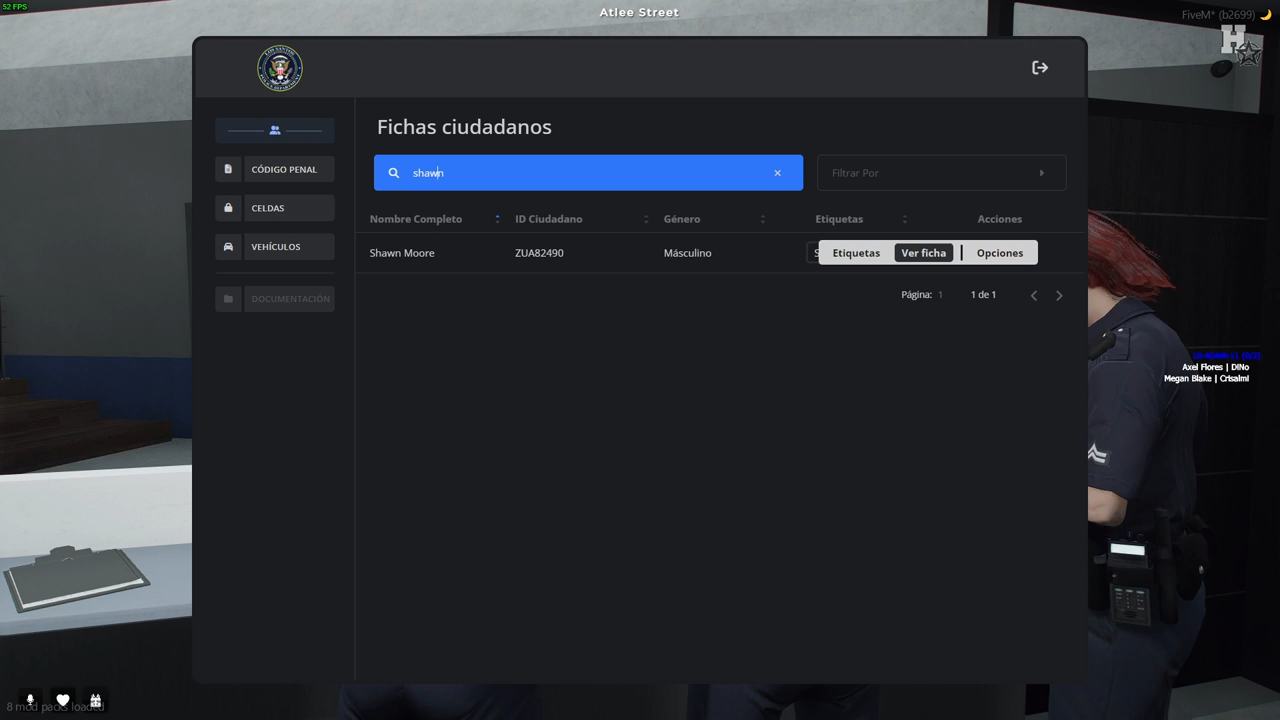 52 FPS
Atlee Street
FiveM* (b2699)
Fichas ciudadanos
CÓDIGO PENAL
CELDAS
VEHÍCULOS
DOCUMENTACIÓN
shawn
Filtrar Por
Nombre Completo ID Ciudadano Género Etiquetas Acciones
Shawn Moore ZUA82490 Másculino S Etiquetas Ver ficha Opciones
Página: 1 1 de 1
Axel Flores | DiNo
Megan Blake | Crisalmi
8 mod packs loaded